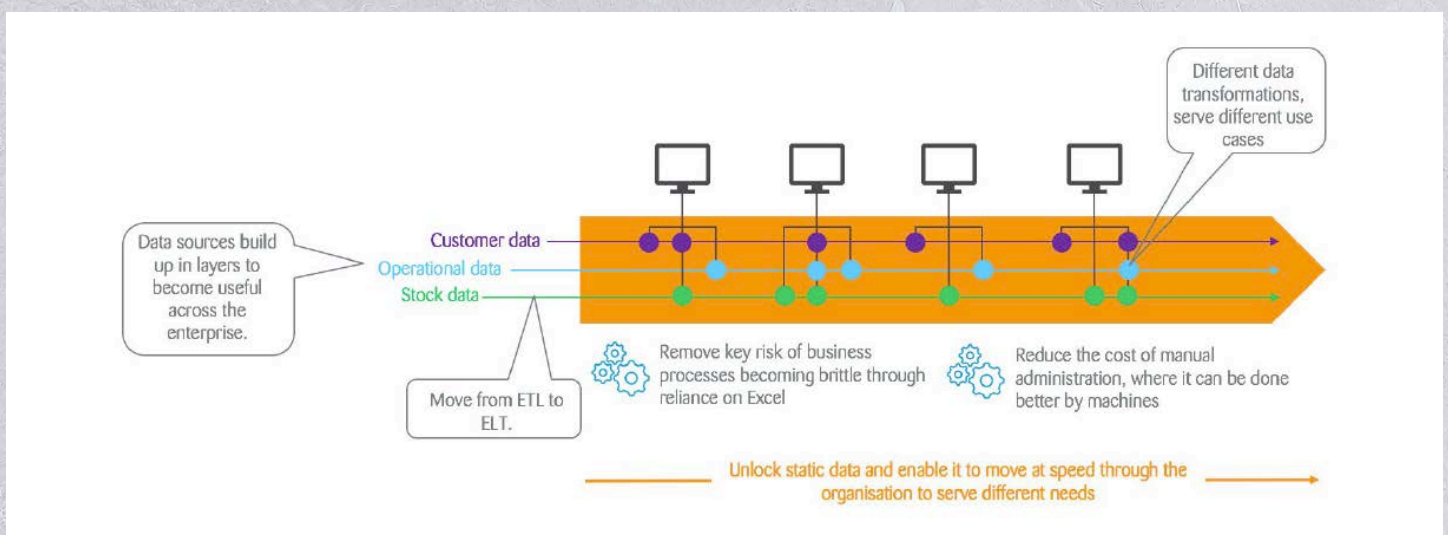 Different data
transformations,
serve different use
cases
Data sources build
up in layers to
become useful
across the
enterprise.
Customer data
Operational data
Stock data
Move from ETL to
ELT.
Remove key risk of business
processes becoming brittle through
reliance on Excel
Reduce the cost of manual
administration, where it can be done
better by machines
Unlock static data and enable it to move at speed through the
organisation to serve different needs